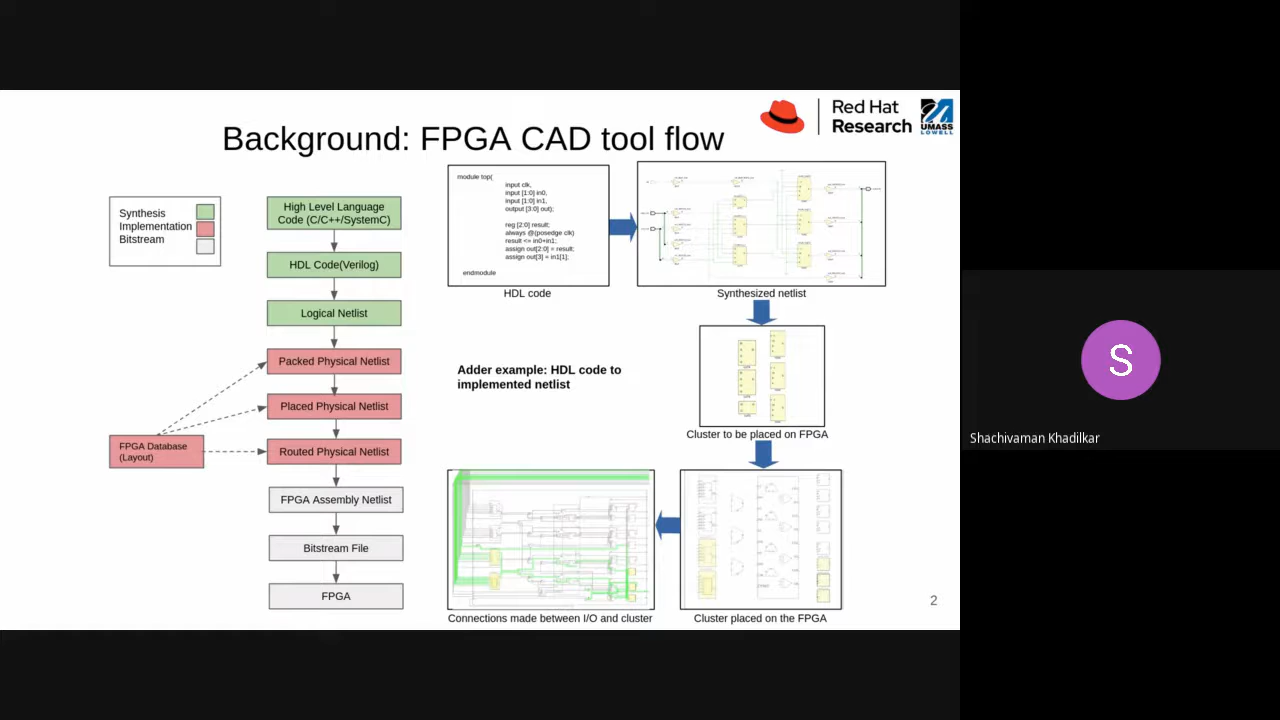 Red Hat
Research
UMASS
LOWELL
Background: FPGA CAD tool flow
Synthesis
Implementation
Bitstream
High Level Language
Code (C/C++/SystemC)
HDL Code(Verilog)
Logical Netlist
Packed Physical Netlist
Placed Physical Netlist
FPGA Database
(Layout)
Routed Physical Netlist
FPGA Assembly Netlist
Bitstream File
FPGA
module top(
input clk,
input [1:0] in0,
input [1:0] in1,
output [3:0] out);
reg [2:0] result;
always @(posedge clk)
result <= in0+in1;
assign out[2:0] = result;
assign out[3] = in1[1];
endmodule
HDL code
Synthesized netlist
Adder example: HDL code to
implemented netlist
Cluster to be placed on FPGA
Connections made between I/O and cluster
Cluster placed on the FPGA
2
S
Shachivaman Khadilkar